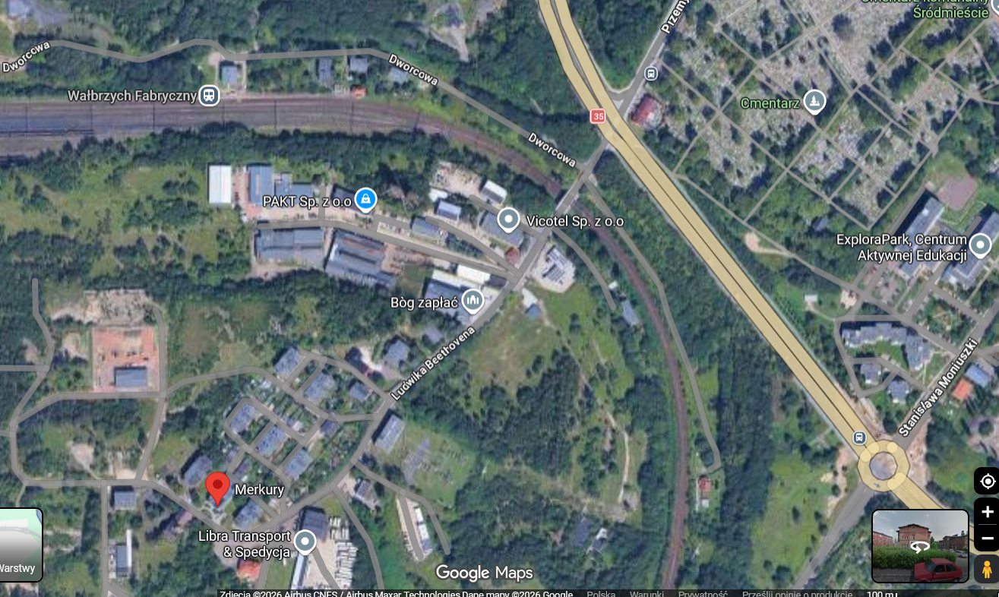 Śródmieście
Przemy
Dworcowa
Dworcowa
Wałbrzych Fabryczny
35
Cmentarz
Dworcowa
PAKT Sp. z o.o
Vicotel Sp. z o.o
ExploraPark, Centrum
Aktywnej Edukacji
Bòg zapłać
Ludwika Beethovena
Stanisława Moniuszki
Merkury
Libra Transport
& Spedycja
Warstwy
Google Maps
Zdjęcia ©2026 Airbus CNES / Airbus Maxar Technologies Dane mapy ©2026 Google
Polska
Warunki
Prywatność
Prześlij opinię o produkcie
100 m